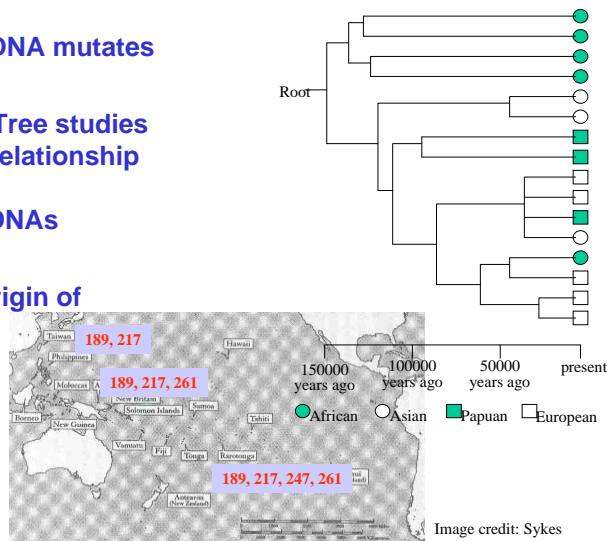 DNA mutates
Tree studies
elationship
DNAs
igin of
Root
Taiwan
189, 217
Philippines
Hawaii
Moluccas
189, 217, 261
New Britain
Borneo
Solomon Islands
Samoa
New Guinea
Tahiti
Vanuatu
Fiji
Tonga
Rarotonga
189, 217, 247, 261
Aotearoa
(New Zealand)
150000
years ago
100000
years ago
50000
years ago
present
African
Asian
Papuan
European
Image credit: Sykes